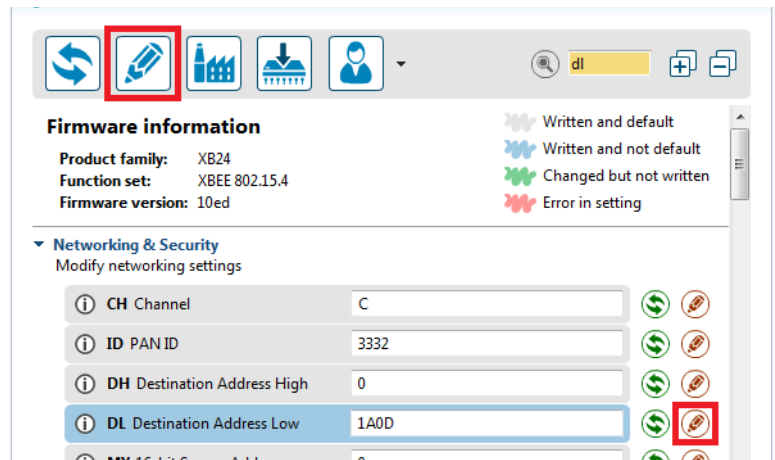 dl
Firmware information
Written and default
Product family: XB24
Written and not default
Function set: XBEE 802.15.4
Changed but not written
Firmware version: 10ed
Error in setting
Networking & Security
Modify networking settings
CH Channel C
ID PAN ID 3332
DH Destination Address High 0
DL Destination Address Low 1A0D